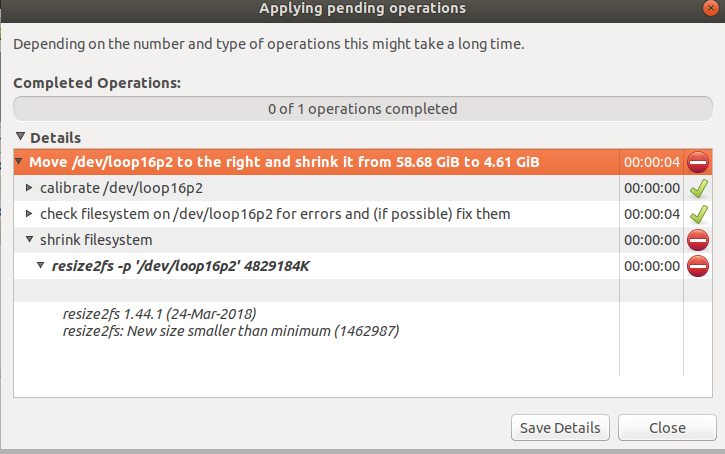 Applying pending operations
Depending on the number and type of operations this might take a long time.
Completed Operations:
0 of 1 operations completed
Details
Move /dev/loop16p2 to the right and shrink it from 58.68 GiB to 4.61 GiB 00:00:04
calibrate /dev/loop16p2 00:00:00
check filesystem on /dev/loop16p2 for errors and (if possible) fix them 00:00:04
shrink filesystem 00:00:00
resize2fs -p '/dev/loop16p2' 4829184K 00:00:00
resize2fs 1.44.1 (24-Mar-2018)
resize2fs: New size smaller than minimum (1462987)
Save Details Close